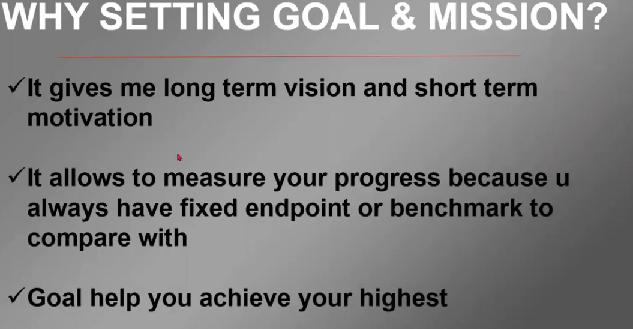 WHY SETTING GOAL & MISSION?
✓It gives me long term vision and short term
motivation
✓It allows to measure your progress because u
always have fixed endpoint or benchmark to
compare with
✓Goal help you achieve your highest